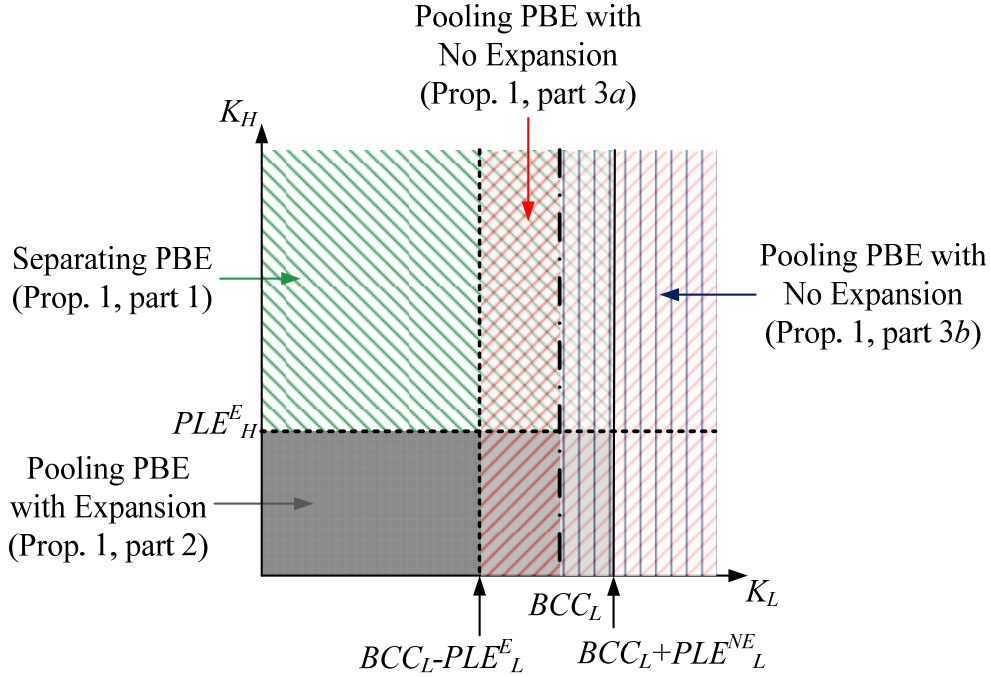 Pooling PBE with
No Expansion
(Prop. 1, part 3a)
K_H
Separating PBE
(Prop. 1, part 1)
Pooling PBE with
No Expansion
(Prop. 1, part 3b)
PLE^E_H
Pooling PBE
with Expansion
(Prop. 1, part 2)
K_L
BCC_L
BCC_L-PLE^E_L
BCC_L+PLE^NE_L